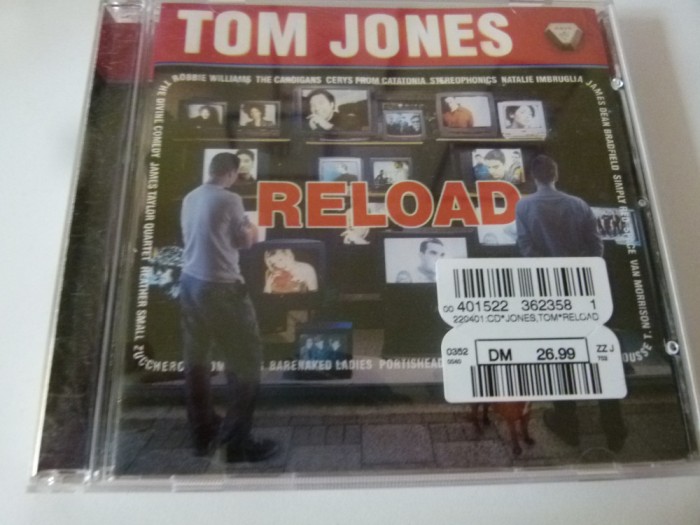 TOM JONES
ROBBIE WILLIAMS THE CARDIGANS CERYS FROM CATATONIA STEREOPHONICS NATALIE IMBRUGLIA
JAMES DEAN BRADFIELD SIMPLY RED
VAN MORRISON
THE DIVINE COMEDY JAMES TAYLOR QUARTET HEATHER SMALL ZUCCHERO
BARENAKED LADIES PORTISHEAD
RELOAD
00 401522 362358 1
220401:CD*JONES,TOM*RELOAD
0352
DM 26.99
ZZ J